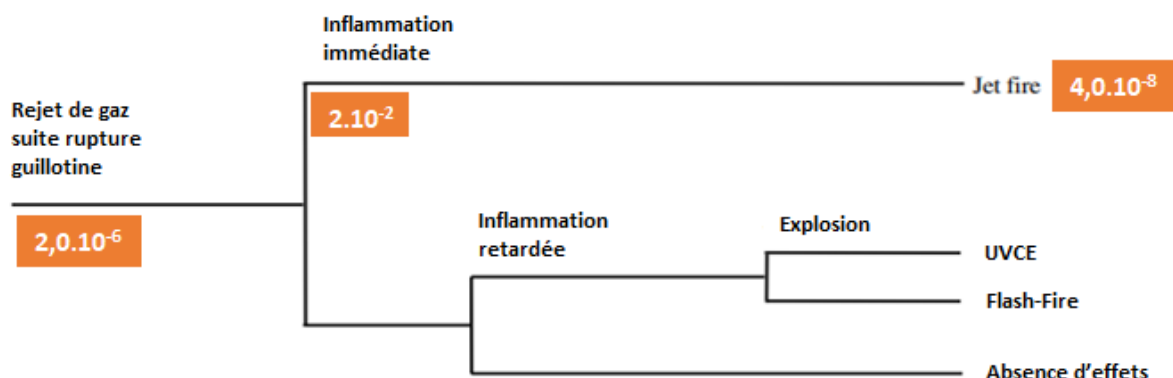 Inflammation
immédiate
Jet fire
4,0.10⁻⁸
Rejet de gaz
suite rupture
guillotine
2.10⁻²
2,0.10⁻⁶
Inflammation
retardée
Explosion
UVCE
Flash-Fire
Absence d'effets